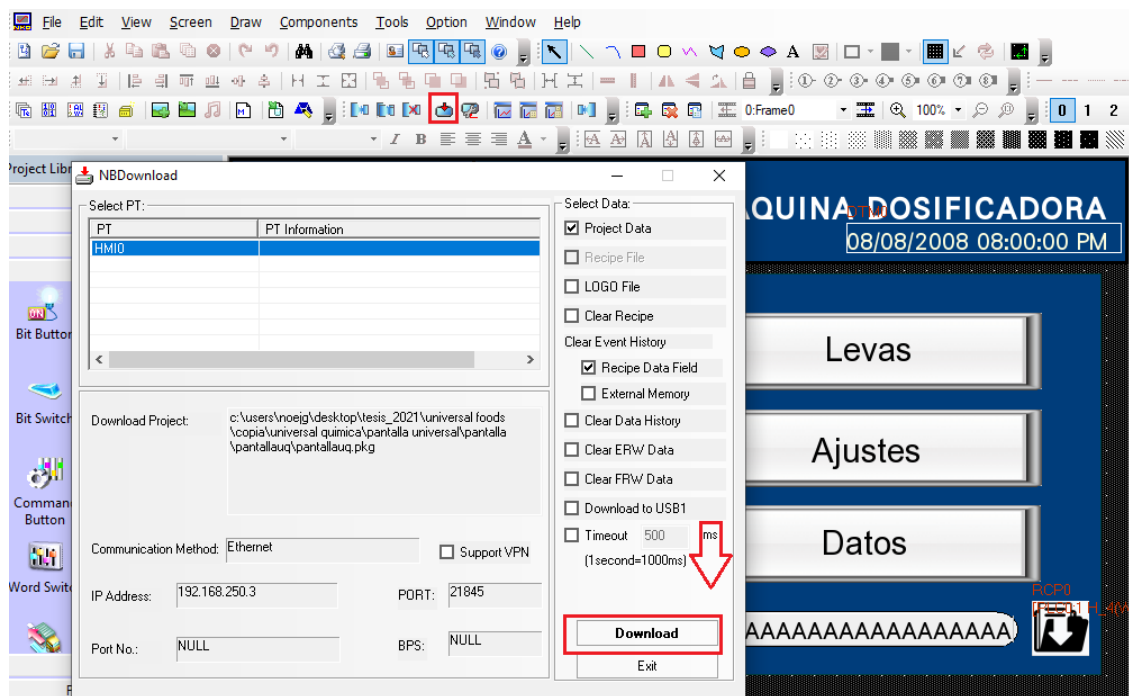 File Edit View Screen Draw Components Tools Option Window Help
A
0:Frame0 100% 0 1 2
I B A
Project Libr
NBDownload
Select PT:
PT PT Information
HMI0
Download Project: c:\users\noejg\desktop\tesis_2021\universal foods
\copia\universal quimica\pantalla universal\pantalla
\pantallauq\pantallauq.pkg
Communication Method: Ethernet Support VPN
IP Address: 192.168.250.3 PORT: 21845
Port No.: NULL BPS: NULL
Select Data:
Project Data
Recipe File
LOGO File
Clear Recipe
Clear Event History
Recipe Data Field
External Memory
Clear Data History
Clear ERW Data
Clear FRW Data
Download to USB1
Timeout 500 ms
(1second=1000ms)
Download
Exit
Bit Button
Bit Switch
Comman
Button
Word Swit
QUINA DOSIFICADORA
DTM0
08/08/2008 08:00:00 PM
Levas
Ajustes
Datos
RCP0
AAAAAAAAAAAAAAAAA